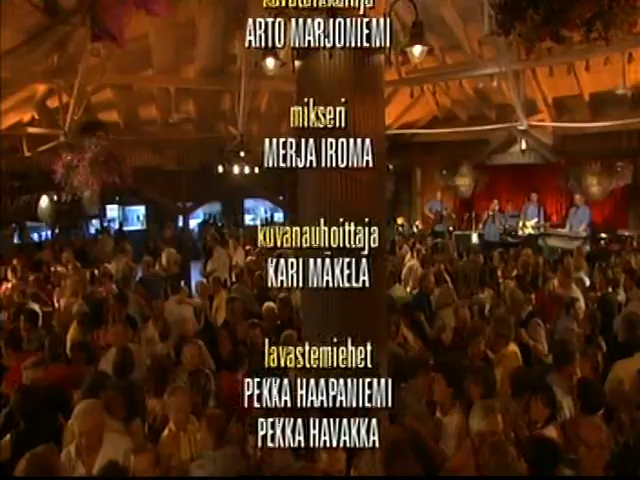 ARTO MARJONIEMI
mikseri
MERJA IROMA
kuvanauhoittaja
KARI MÄKELÄ
lavastemiehet
PEKKA HAAPANIEMI
PEKKA HAVAKKA